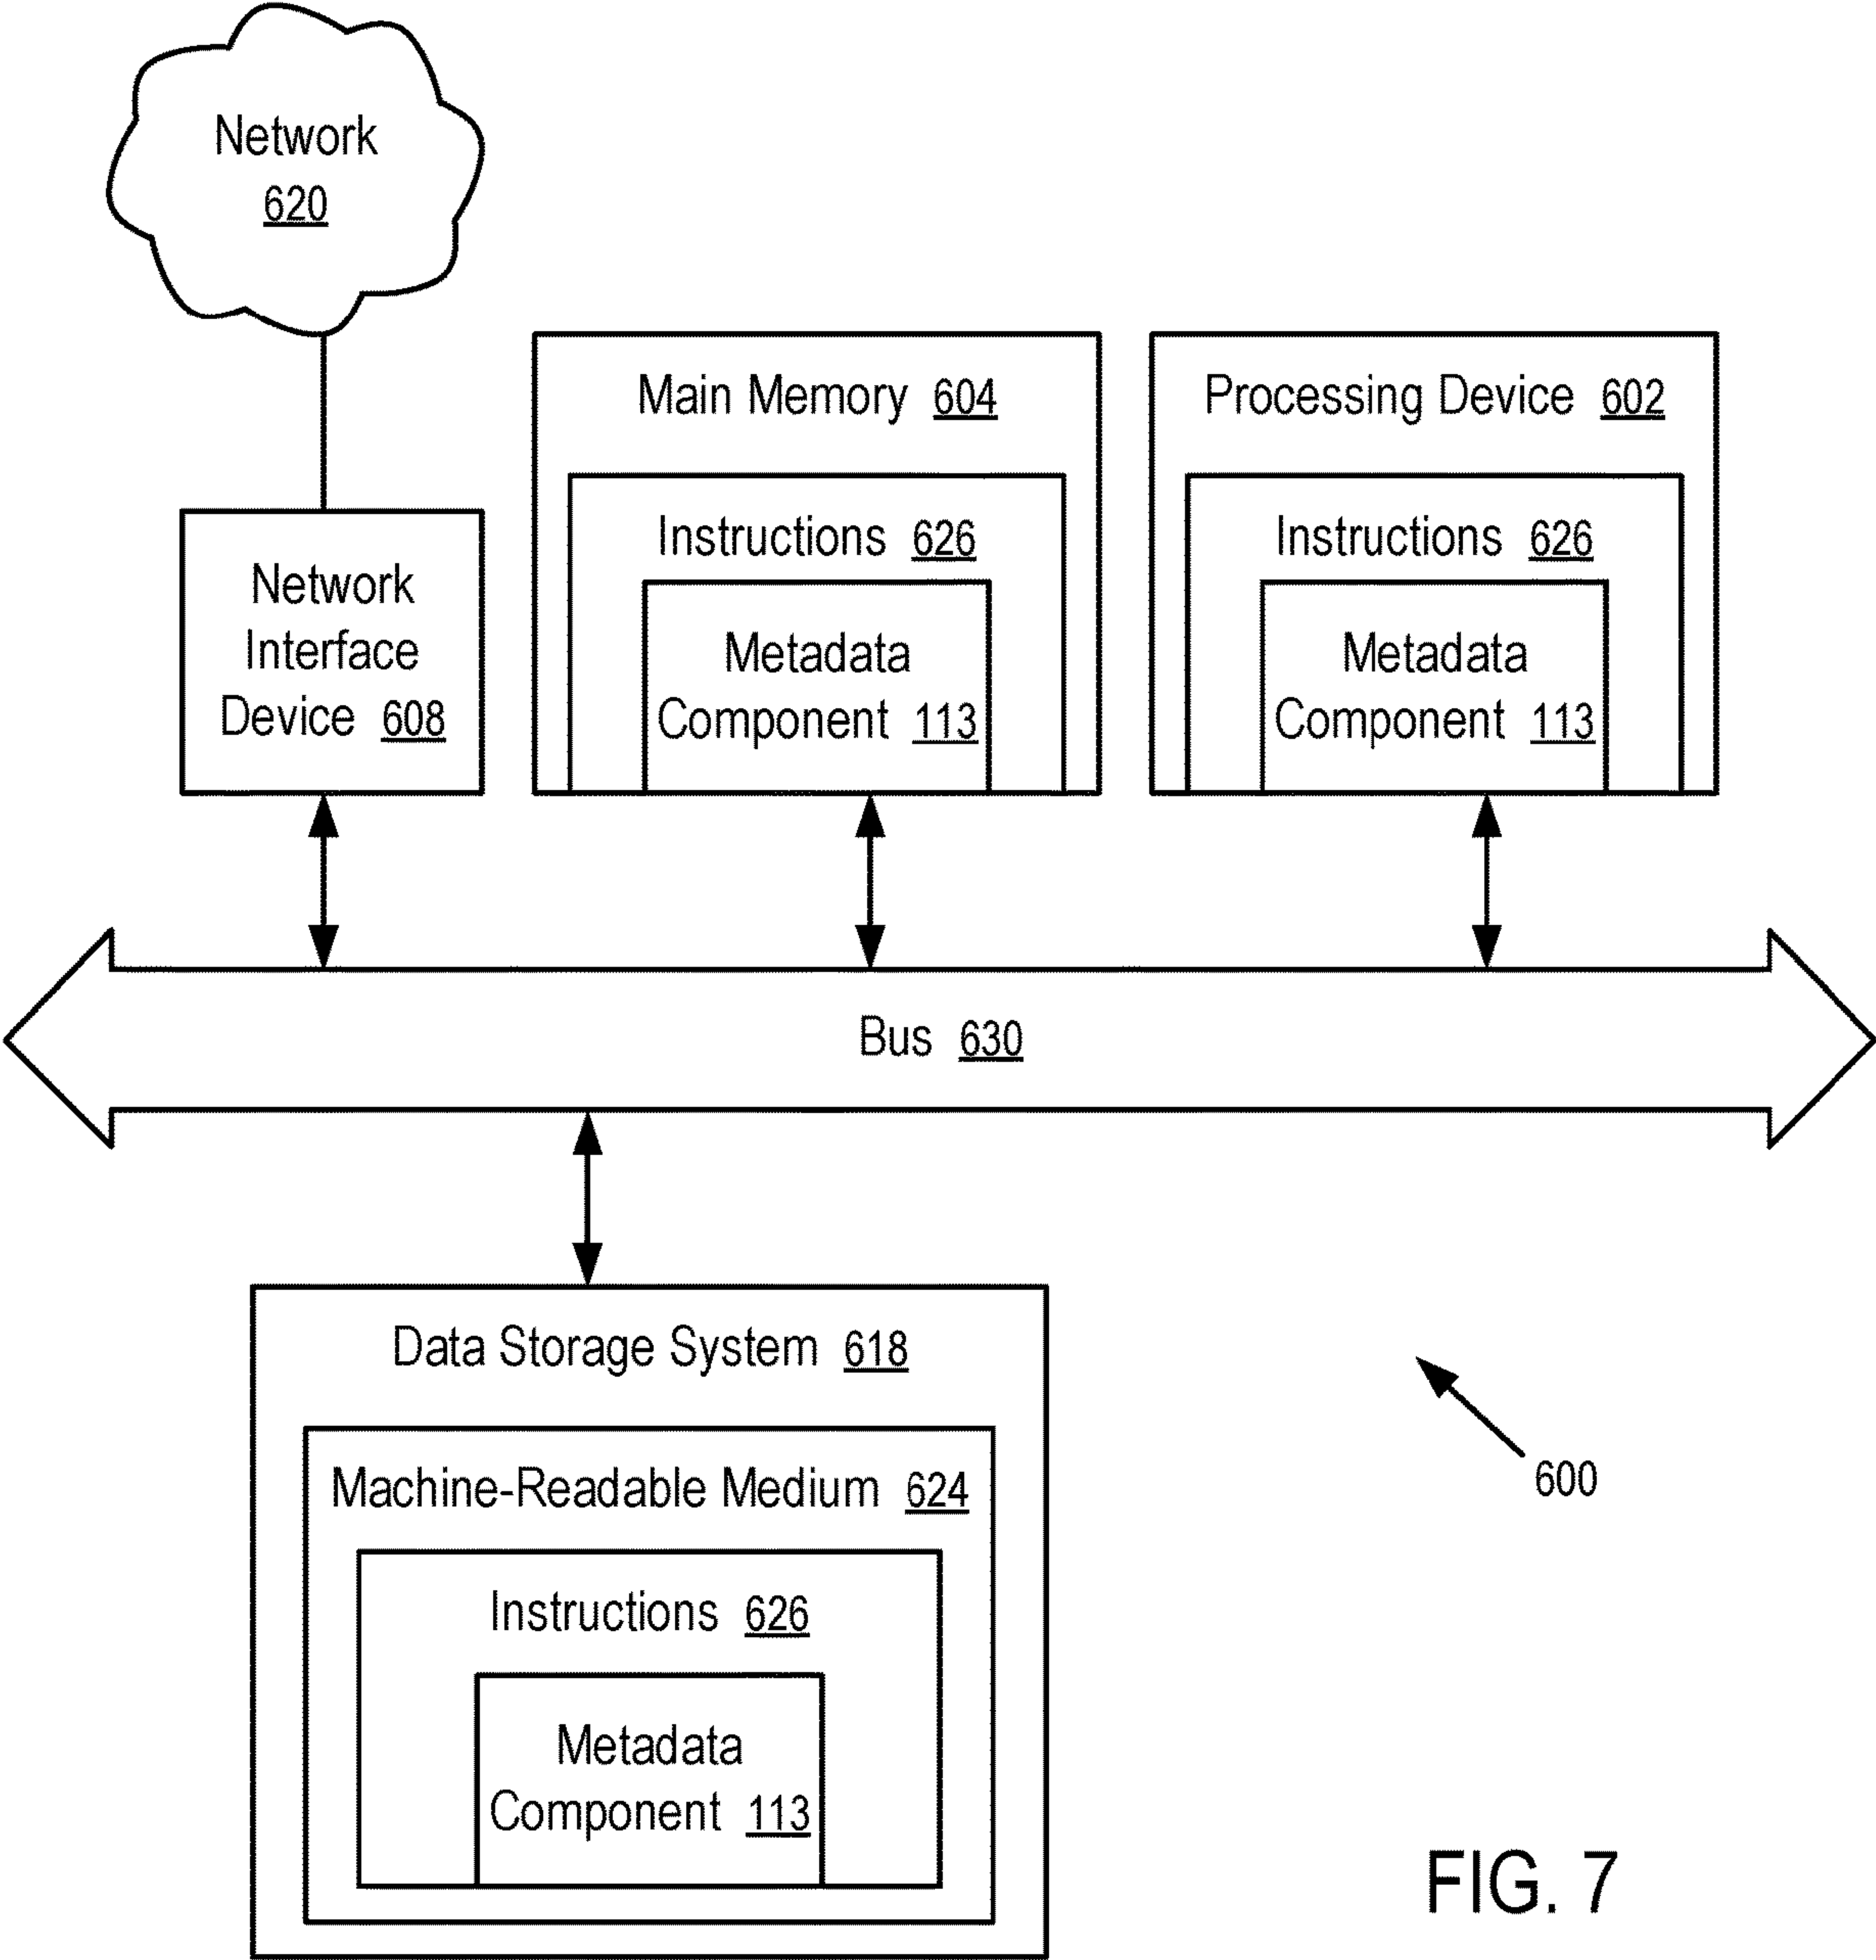 Network
620
Main Memory 604
Processing Device 602
Instructions 626
Instructions 626
Network
Interface
Device 608
Metadata
Component 113
Metadata
Component 113
Bus 630
Data Storage System 618
Machine-Readable Medium 624
600
Instructions 626
Metadata
Component 113
FIG. 7